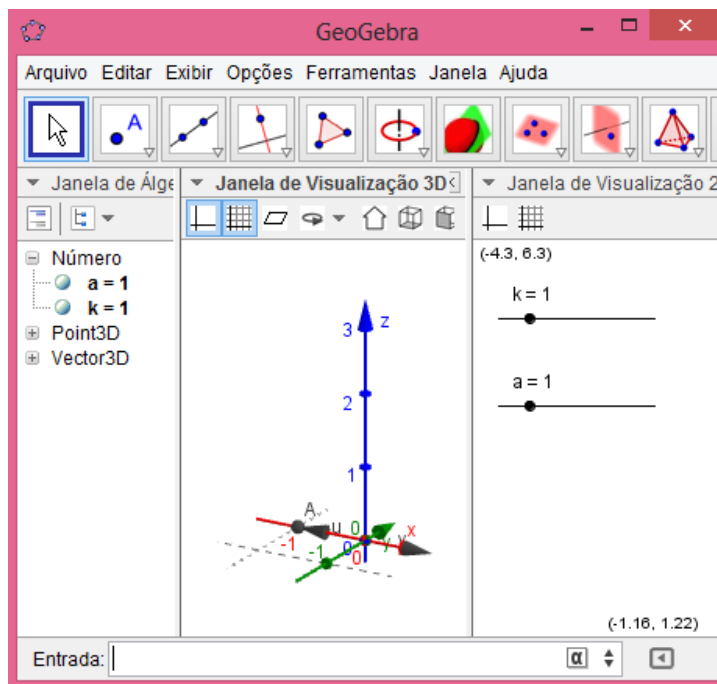 GeoGebra
Arquivo Editar Exibir Opções Ferramentas Janela Ajuda
A
Janela de Álge
Janela de Visualização 3D
Janela de Visualização 2
Número
a = 1
k = 1
Point3D
Vector3D
(-4.3, 6.3)
k = 1
a = 1
3 z
2
1
A
u 0 x
-1 -1 0 0 y v
(-1.16, 1.22)
Entrada: α